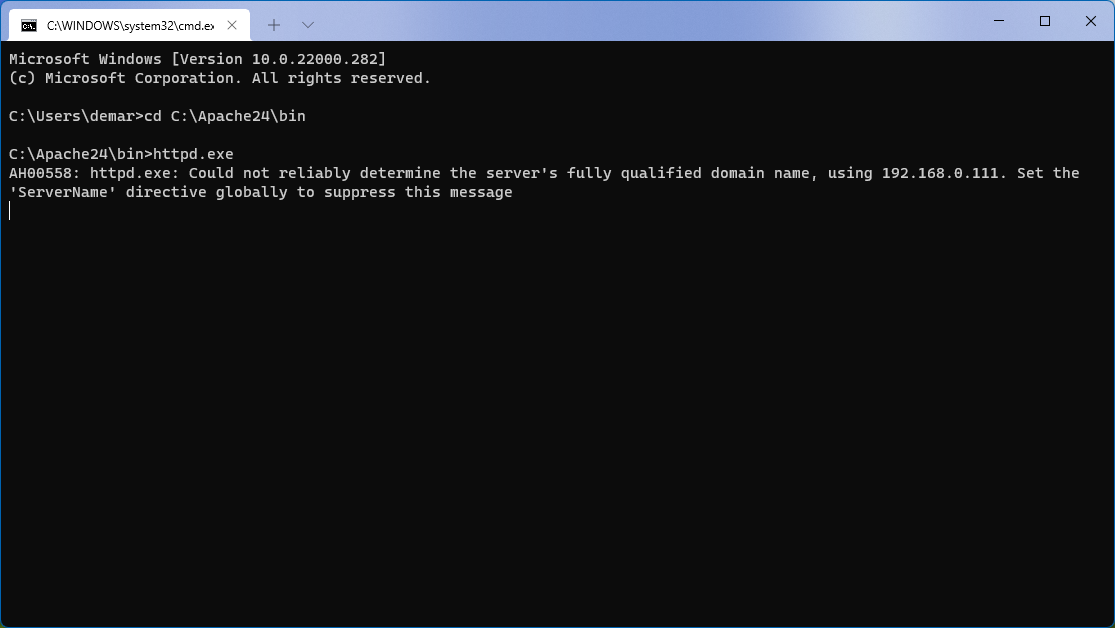 C:\WINDOWS\system32\cmd.ex
Microsoft Windows [Version 10.0.22000.282]
(c) Microsoft Corporation. All rights reserved.
C:\Users\demar>cd C:\Apache24\bin
C:\Apache24\bin>httpd.exe
AH00558: httpd.exe: Could not reliably determine the server's fully qualified domain name, using 192.168.0.111. Set the
'ServerName' directive globally to suppress this message